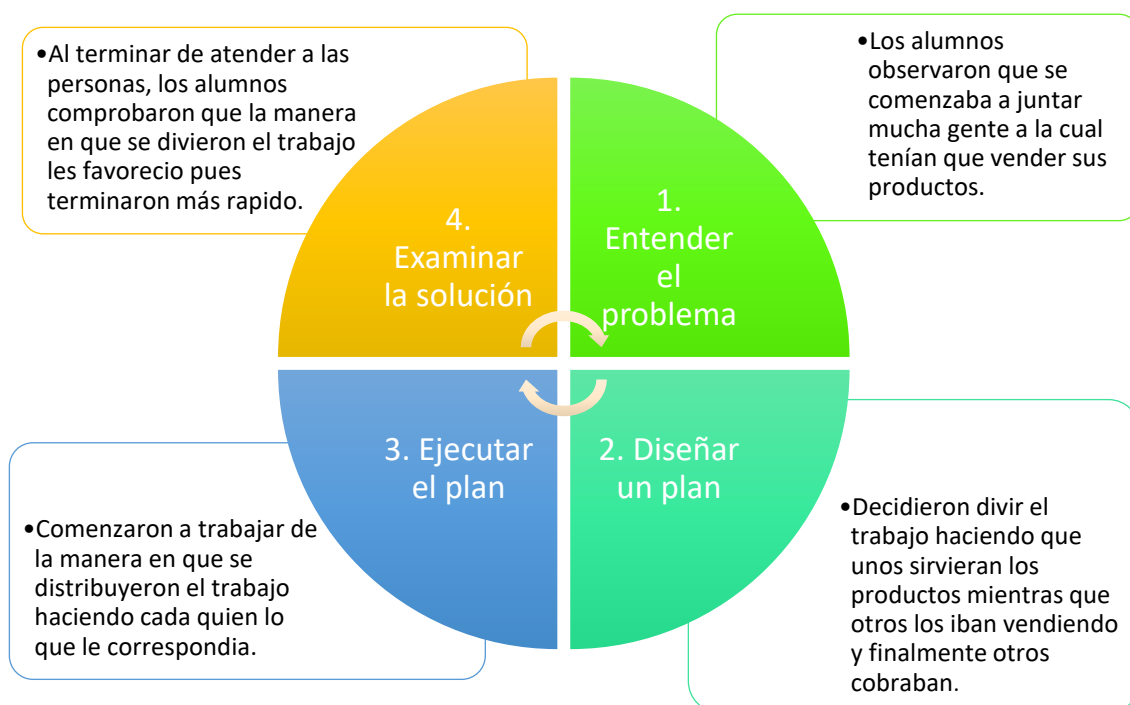 •Al terminar de atender a las
personas, los alumnos
comprobaron que la manera
en que se divieron el trabajo
les favorecio pues
terminaron más rapido.
•Los alumnos
observaron que se
comenzaba a juntar
mucha gente a la cual
tenían que vender sus
productos.
4.
Examinar
la solución
1.
Entender
el
problema
3. Ejecutar
el plan
2. Diseñar
un plan
•Comenzaron a trabajar de
la manera en que se
distribuyeron el trabajo
haciendo cada quien lo
que le correspondia.
•Decidieron divir el
trabajo haciendo que
unos sirvieran los
productos mientras que
otros los iban vendiendo
y finalmente otros
cobraban.